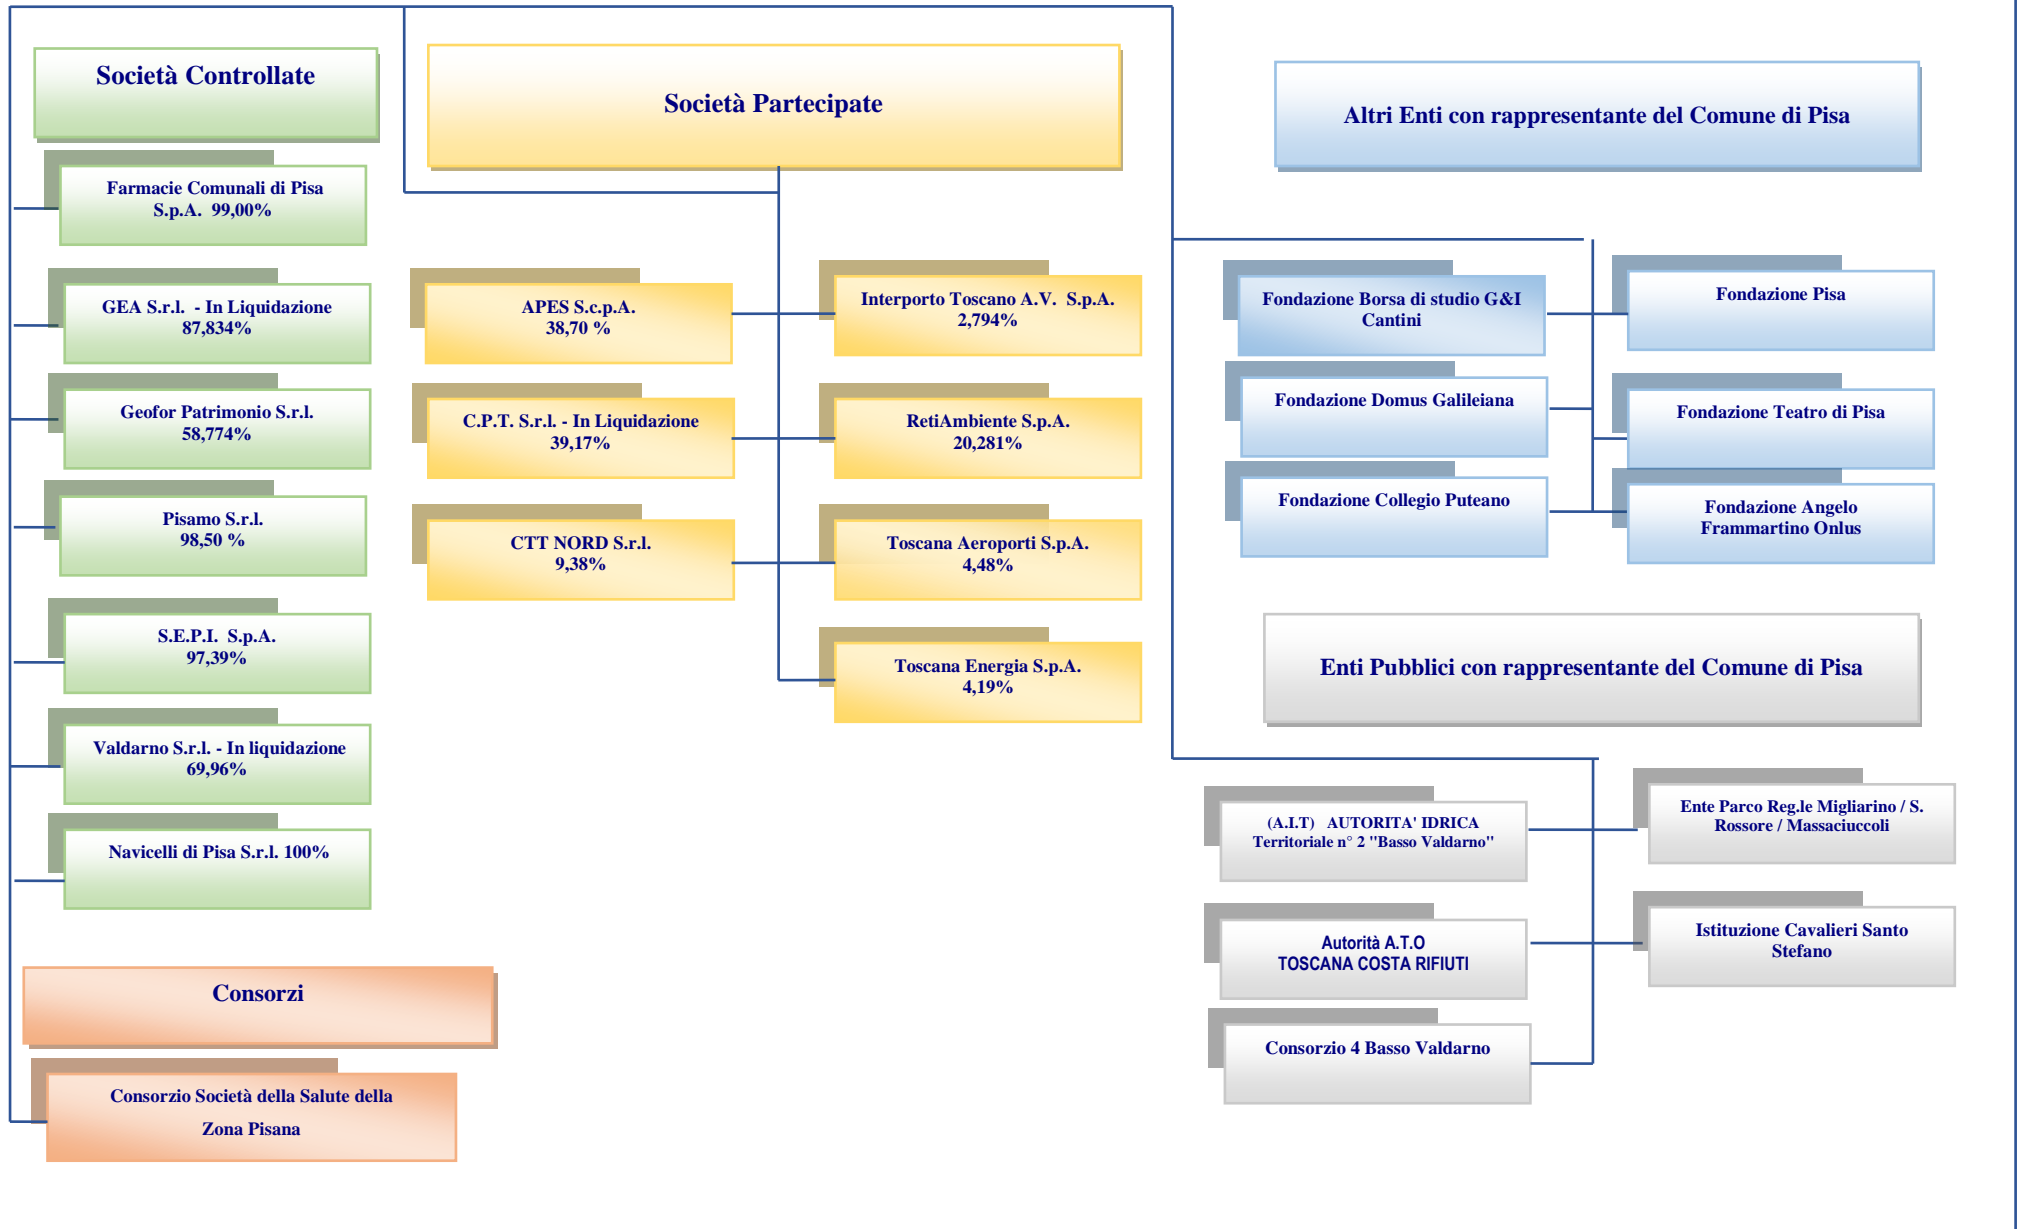 Società Controllate
Farmacie Comunali di Pisa
S.p.A. 99,00%
GEA S.r.l. - In Liquidazione
87,834%
Geofor Patrimonio S.r.l.
58,774%
Pisamo S.r.l.
98,50 %
S.E.P.I. S.p.A.
97,39%
Valdarno S.r.l. - In liquidazione
69,96%
Navicelli di Pisa S.r.l. 100%
Consorzi
Consorzio Società della Salute della
Zona Pisana
Società Partecipate
APES S.c.p.A.
38,70 %
C.P.T. S.r.l. - In Liquidazione
39,17%
CTT NORD S.r.l.
9,38%
Interporto Toscano A.V. S.p.A.
2,794%
RetiAmbiente S.p.A.
20,281%
Toscana Aeroporti S.p.A.
4,48%
Toscana Energia S.p.A.
4,19%
Altri Enti con rappresentante del Comune di Pisa
Fondazione Borsa di studio G&I
Cantini
Fondazione Domus Galileiana
Fondazione Collegio Puteano
Fondazione Pisa
Fondazione Teatro di Pisa
Fondazione Angelo
Frammartino Onlus
Enti Pubblici con rappresentante del Comune di Pisa
(A.I.T) AUTORITA' IDRICA
Territoriale n° 2 "Basso Valdarno"
Autorità A.T.O
TOSCANA COSTA RIFIUTI
Consorzio 4 Basso Valdarno
Ente Parco Reg.le Migliarino / S.
Rossore / Massaciuccoli
Istituzione Cavalieri Santo
Stefano